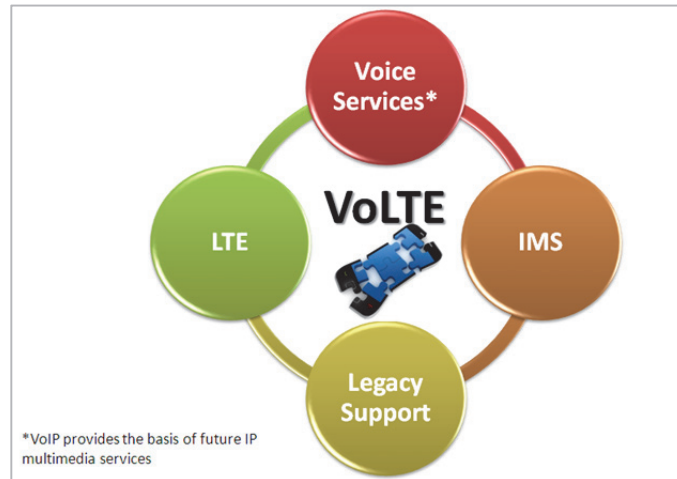 Voice
Services*
LTE
VoLTE
IMS
Legacy
Support
*VoIP provides the basis of future IP
multimedia services